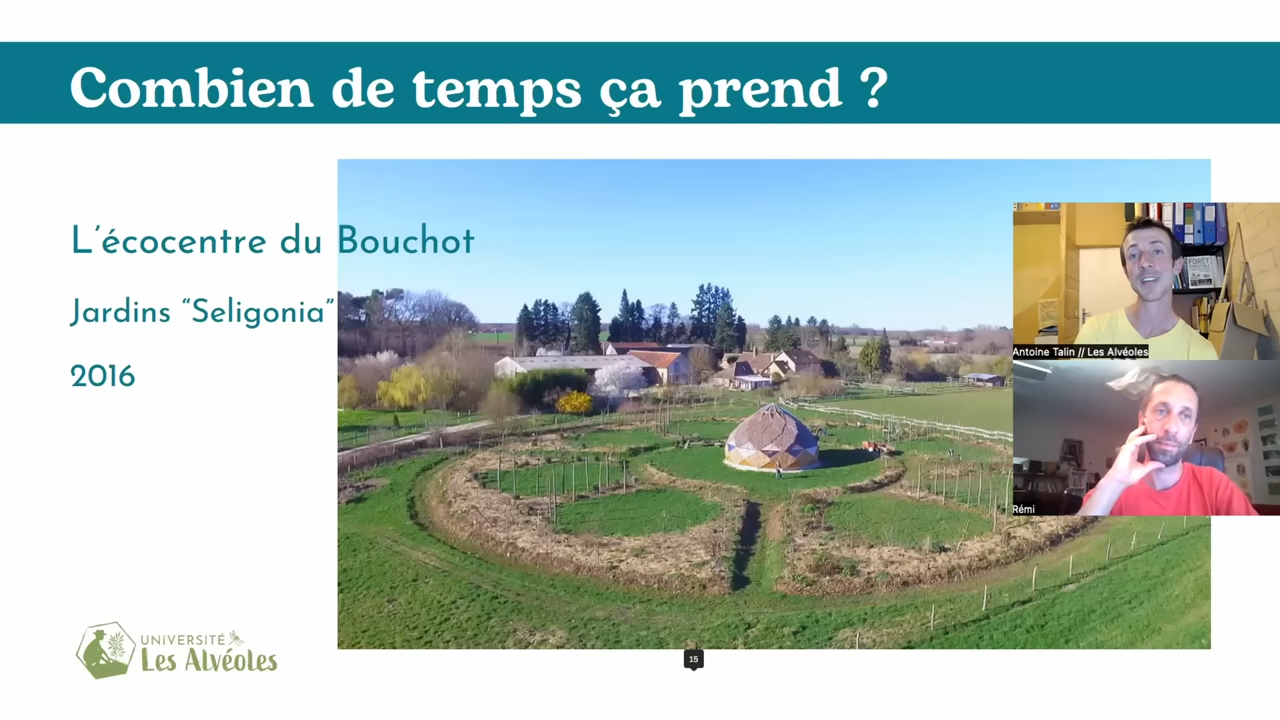 Combien de temps ça prend ?
L'écocentre du Bouchot
Jardins “Seligonia”
2016
FORÊT
Antoine Talin // Les Alvéoles
Rémi
UNIVERSITÉ
Les Alvéoles
15